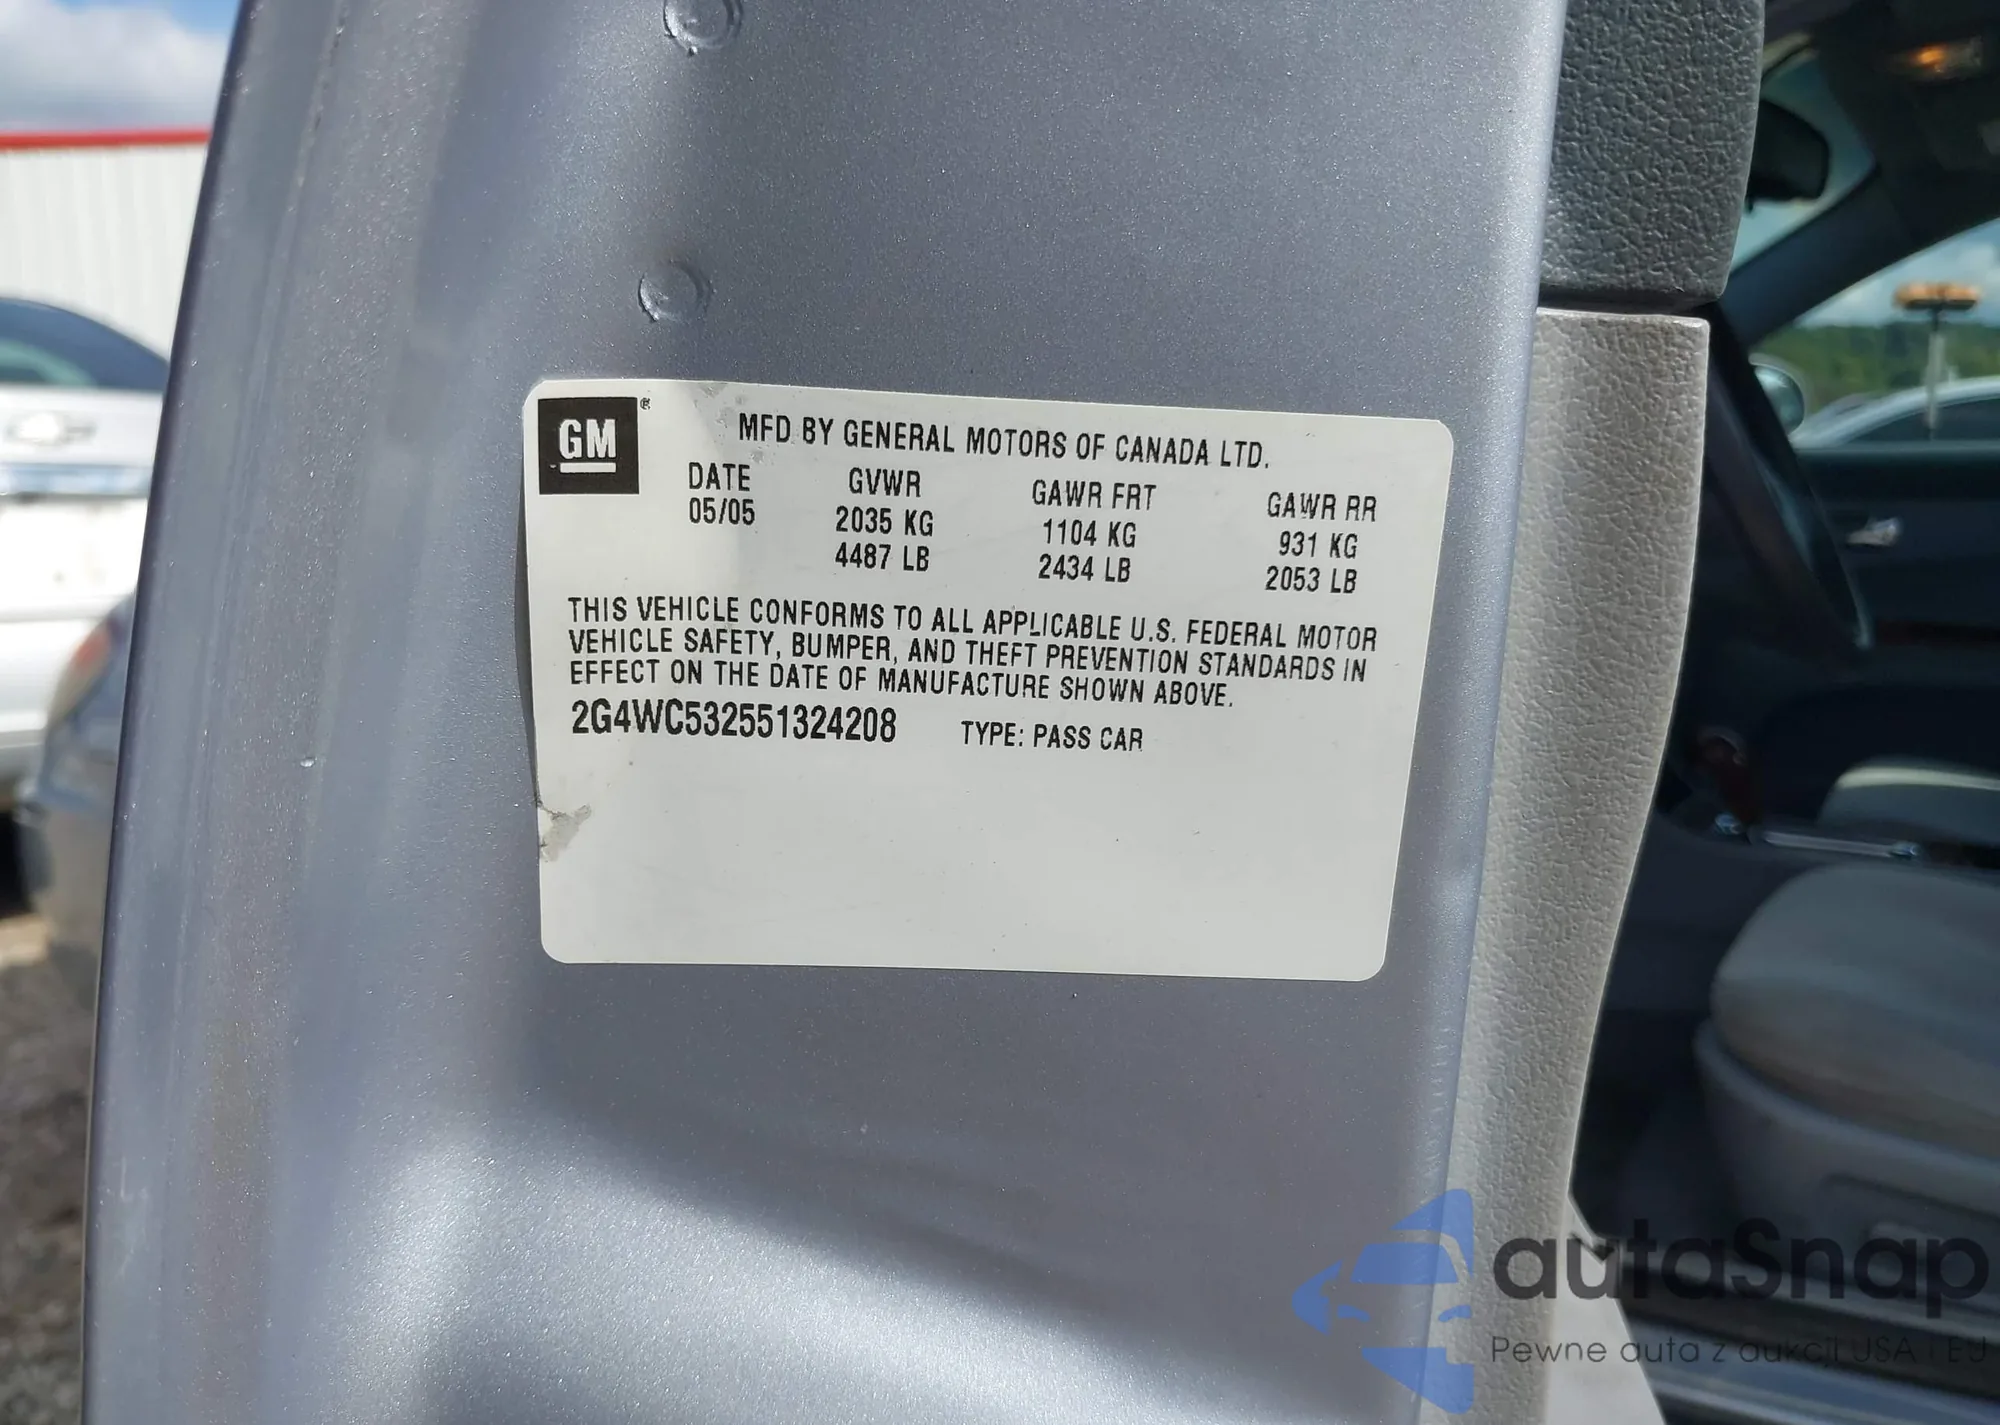 GM ®
MFD BY GENERAL MOTORS OF CANADA LTD.
DATE GVWR GAWR FRT GAWR RR
05/05 2035 KG 1104 KG 931 KG
4487 LB 2434 LB 2053 LB
THIS VEHICLE CONFORMS TO ALL APPLICABLE U.S. FEDERAL MOTOR
VEHICLE SAFETY, BUMPER, AND THEFT PREVENTION STANDARDS IN
EFFECT ON THE DATE OF MANUFACTURE SHOWN ABOVE.
2G4WC532551324208 TYPE: PASS CAR
autaSnap
Pewne auta z aukcji USA i EU